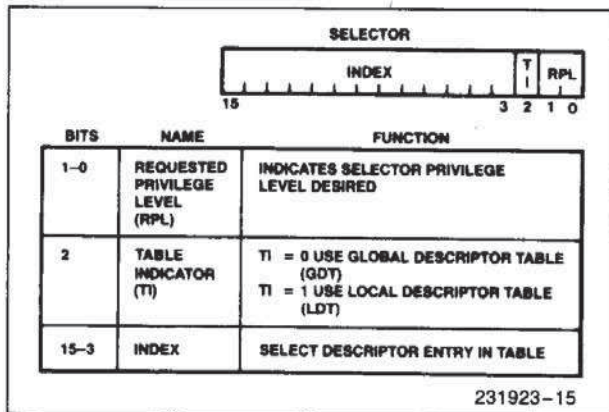 SELECTOR
INDEX TI RPL
15 3 2 1 0
BITS NAME FUNCTION
1–0 REQUESTED PRIVILEGE LEVEL (RPL) INDICATES SELECTOR PRIVILEGE LEVEL DESIRED
2 TABLE INDICATOR (TI) TI = 0 USE GLOBAL DESCRIPTOR TABLE (GDT)
TI = 1 USE LOCAL DESCRIPTOR TABLE (LDT)
15–3 INDEX SELECT DESCRIPTOR ENTRY IN TABLE
231923–15